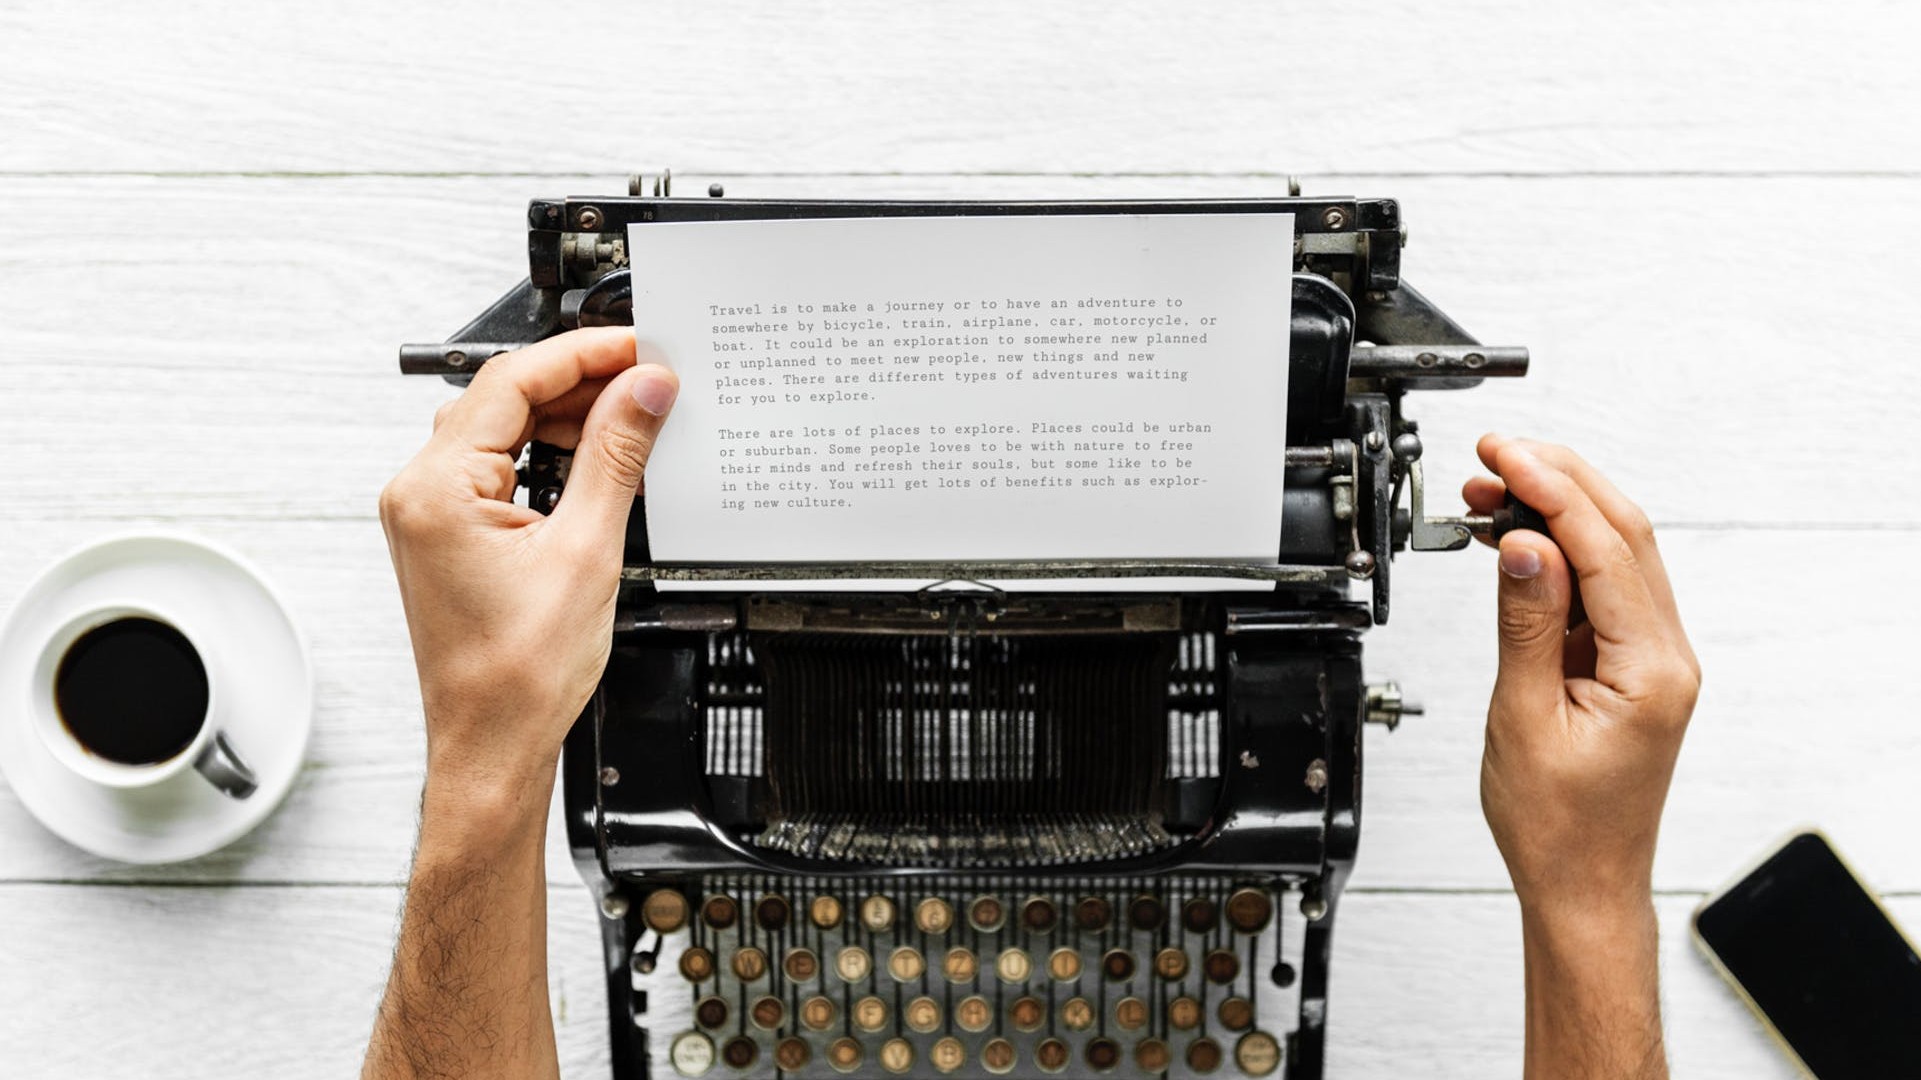 78
Travel is to make a journey or to have an adventure to
somewhere by bicycle, train, airplane, car, motorcycle, or
boat. It could be an exploration to somewhere new planned
or unplanned to meet new people, new things and new
places. There are different types of adventures waiting
for you to explore.
There are lots of places to explore. Places could be urban
or suburban. Some people loves to be with nature to free
their minds and refresh their souls, but some like to be
in the city. You will get lots of benefits such as explor-
ing new culture.
Q W E R T Z U I O P
S D F G H J K L
V B N M